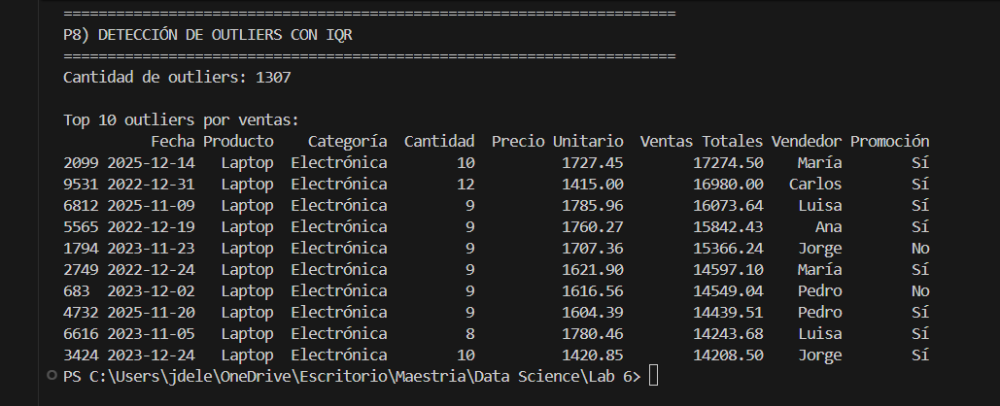 ======================================================================
P8) DETECCIÓN DE OUTLIERS CON IQR
======================================================================
Cantidad de outliers: 1307
Top 10 outliers por ventas:
Fecha Producto Categoría Cantidad Precio Unitario Ventas Totales Vendedor Promoción
2099 2025-12-14 Laptop Electrónica 10 1727.45 17274.50 María Sí
9531 2022-12-31 Laptop Electrónica 12 1415.00 16980.00 Carlos Sí
6812 2025-11-09 Laptop Electrónica 9 1785.96 16073.64 Luisa Sí
5565 2022-12-19 Laptop Electrónica 9 1760.27 15842.43 Ana Sí
1794 2023-11-23 Laptop Electrónica 9 1707.36 15366.24 Jorge No
2749 2022-12-24 Laptop Electrónica 9 1621.90 14597.10 María Sí
683 2023-12-02 Laptop Electrónica 9 1616.56 14549.04 Pedro No
4732 2025-11-20 Laptop Electrónica 9 1604.39 14439.51 Pedro Sí
6616 2023-11-05 Laptop Electrónica 8 1780.46 14243.68 Luisa Sí
3424 2023-12-24 Laptop Electrónica 10 1420.85 14208.50 Jorge Sí
PS C:\Users\jdele\OneDrive\Escritorio\Maestria\Data Science\Lab 6>